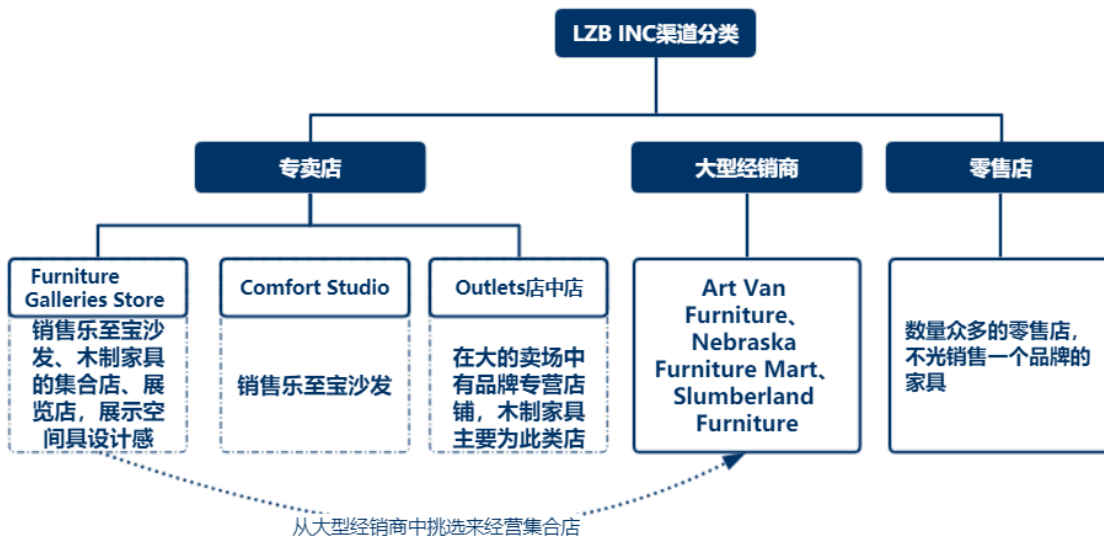 LZB INC渠道分类
专卖店
大型经销商
零售店
Furniture
Galleries Store
Comfort Studio
Outlets店中店
销售乐至宝沙
发、木制家具
的集合店、展
览店，展示空
间具设计感
销售乐至宝沙发
在大的卖场中
有品牌专营店
铺，木制家具
主要为此类店
Art Van
Furniture、
Nebraska
Furniture Mart、
Slumberland
Furniture
数量众多的零售店，
不光销售一个品牌的
家具
从大型经销商中挑选来经营集合店